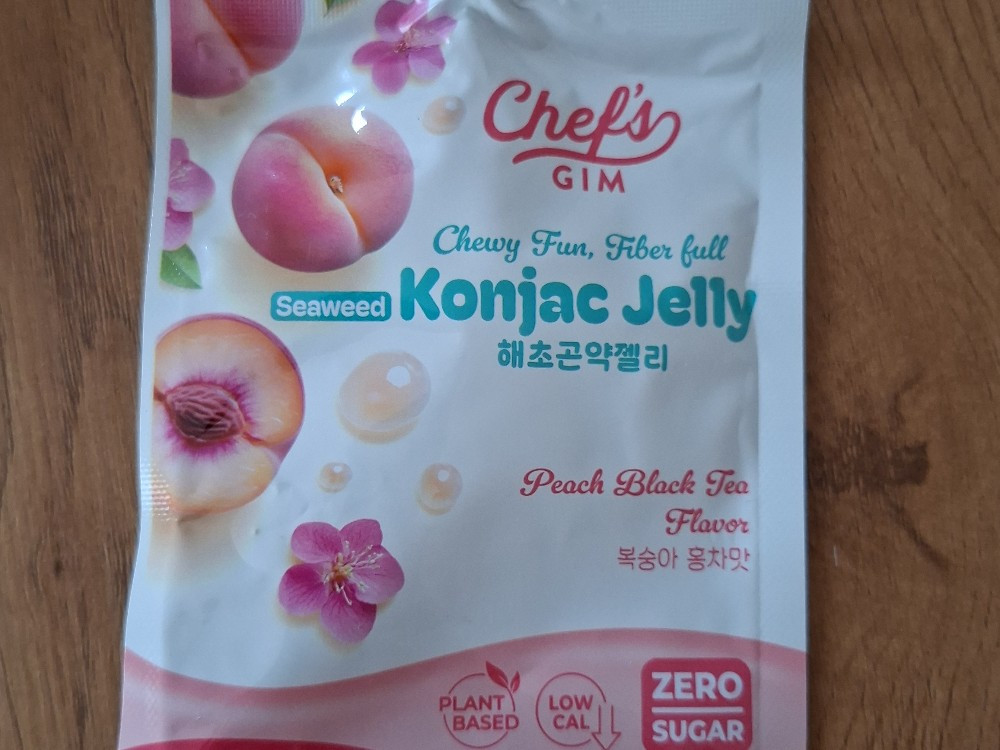 Chef's
GIM
Chewy Fun, Fiber full
Seaweed Konjac Jelly
해초곤약젤리
Peach Black Tea
Flavor
복숭아 홍차맛
PLANT
BASED
LOW
CAL
ZERO
SUGAR